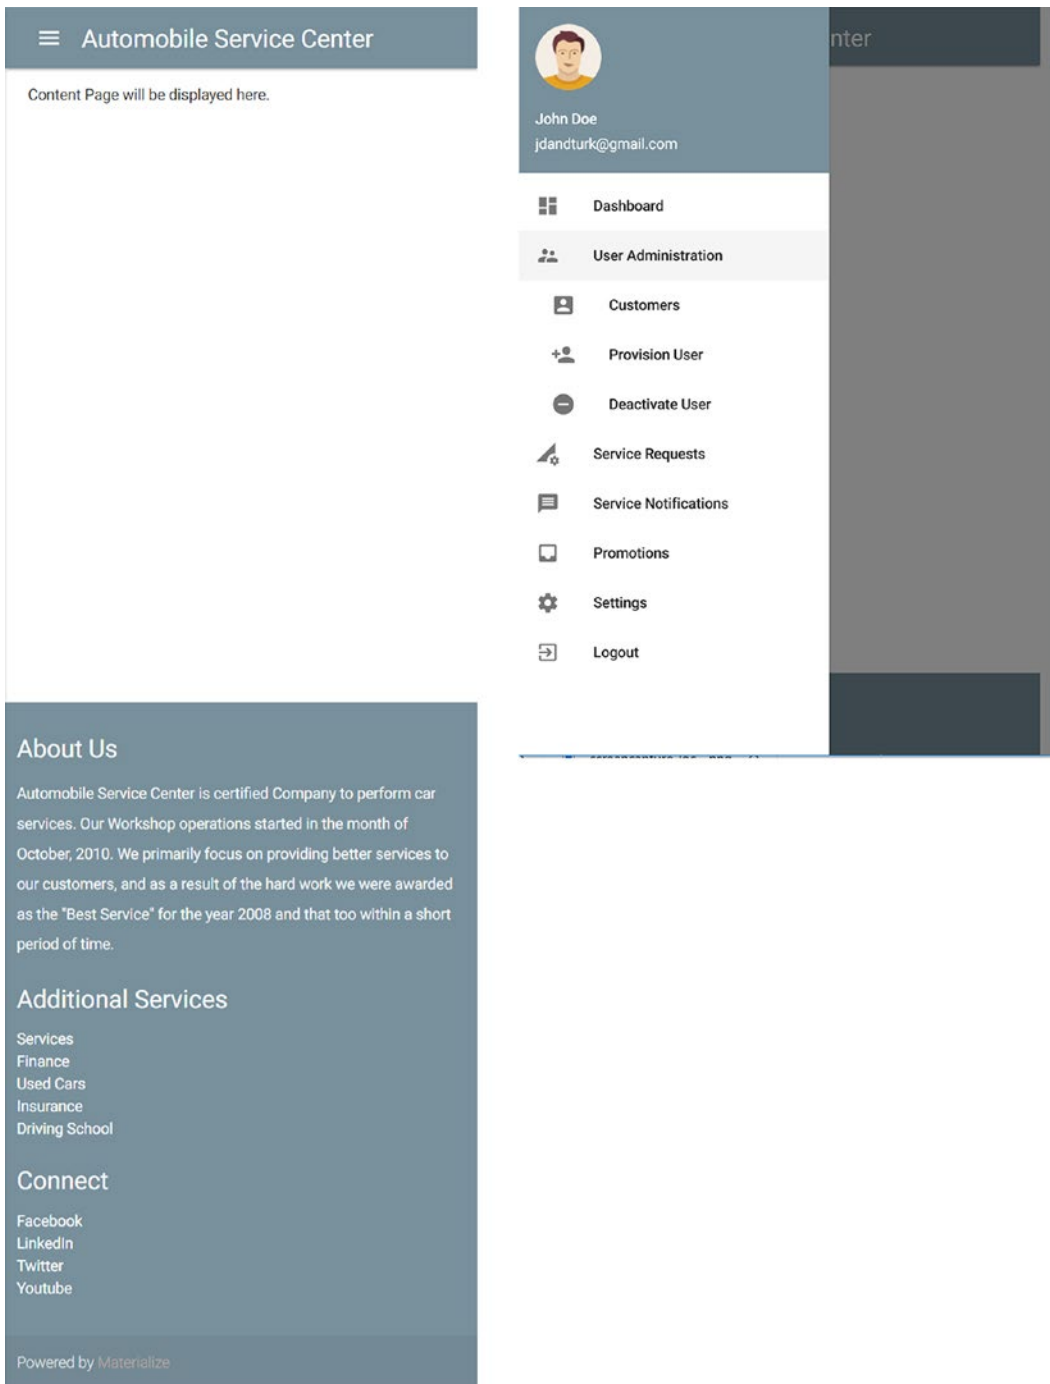 Automobile Service Center
Content Page will be displayed here.
About Us
Automobile Service Center is certified Company to perform car
services. Our Workshop operations started in the month of
October, 2010. We primarily focus on providing better services to
our customers, and as a result of the hard work we were awarded
as the "Best Service" for the year 2008 and that too within a short
period of time.
Additional Services
Services
Finance
Used Cars
Insurance
Driving School
Connect
Facebook
LinkedIn
Twitter
Youtube
Powered by Materialize
nter
John Doe
jdandturk@gmail.com
Dashboard
User Administration
Customers
Provision User
Deactivate User
Service Requests
Service Notifications
Promotions
Settings
Logout